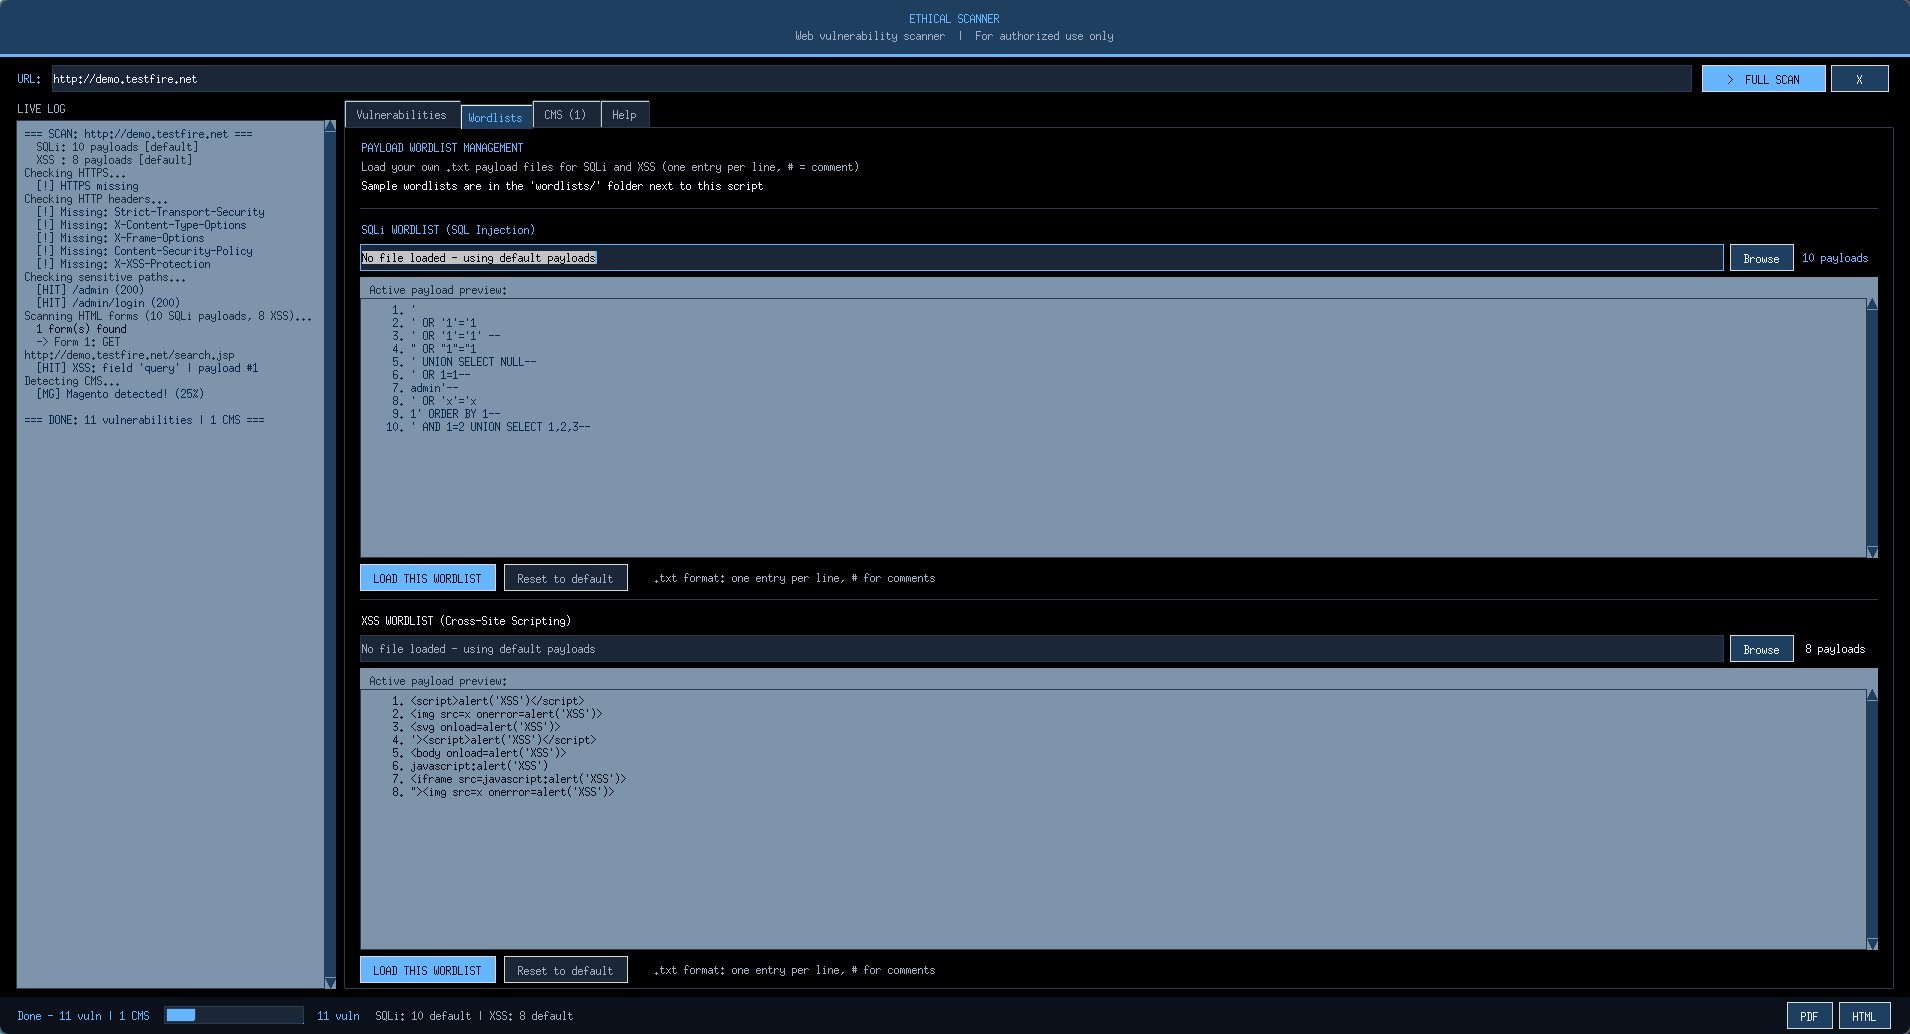 ETHICAL SCANNER
Web vulnerability scanner | For authorized use only
URL: http://demo.testfire.net > FULL SCAN X
LIVE LOG
=== SCAN: http://demo.testfire.net ===
SQLi: 10 payloads [default]
XSS : 8 payloads [default]
Checking HTTPS...
[!] HTTPS missing
Checking HTTP headers...
[!] Missing: Strict-Transport-Security
[!] Missing: X-Content-Type-Options
[!] Missing: X-Frame-Options
[!] Missing: Content-Security-Policy
[!] Missing: X-XSS-Protection
Checking sensitive paths...
[HIT] /admin (200)
[HIT] /admin/login (200)
Scanning HTML forms (10 SQLi payloads, 8 XSS)...
1 form(s) found
-> Form 1: GET
http://demo.testfire.net/search.jsp
[HIT] XSS: field 'query' | payload #1
Detecting CMS...
[MG] Magento detected! (25%)
=== DONE: 11 vulnerabilities | 1 CMS ===
Vulnerabilities Wordlists CMS (1) Help
PAYLOAD WORDLIST MANAGEMENT
Load your own .txt payload files for SQLi and XSS (one entry per line, # = comment)
Sample wordlists are in the 'wordlists/' folder next to this script
SQLi WORDLIST (SQL Injection)
No file loaded - using default payloads Browse 10 payloads
Active payload preview:
1. '
2. ' OR '1'='1
3. ' OR '1'='1' --
4. " OR "1"="1
5. ' UNION SELECT NULL--
6. ' OR 1=1--
7. admin'--
8. ' OR 'x'='x
9. 1' ORDER BY 1--
10. ' AND 1=2 UNION SELECT 1,2,3--
LOAD THIS WORDLIST Reset to default .txt format: one entry per line, # for comments
XSS WORDLIST (Cross-Site Scripting)
No file loaded - using default payloads Browse 8 payloads
Active payload preview:
1. <script>alert('XSS')</script>
2. <img src=x onerror=alert('XSS')>
3. <svg onload=alert('XSS')>
4. '><script>alert('XSS')</script>
5. <body onload=alert('XSS')>
6. javascript:alert('XSS')
7. <iframe src=javascript:alert('XSS')>
8. "><img src=x onerror=alert('XSS')>
LOAD THIS WORDLIST Reset to default .txt format: one entry per line, # for comments
Done - 11 vuln | 1 CMS 11 vuln SQLi: 10 default | XSS: 8 default PDF HTML